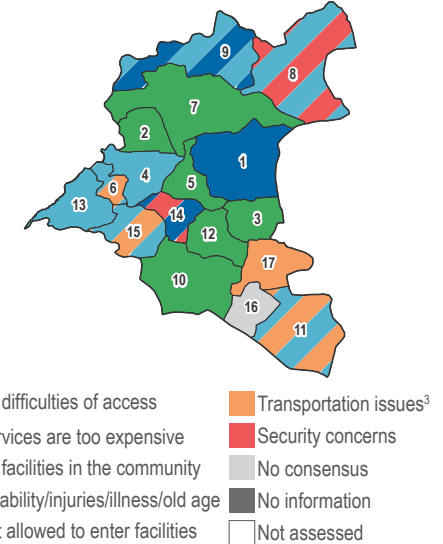 9
8
7
2
1
4
5
6
13
14
3
15
12
17
10
16
11
difficulties of access
rvices are too expensive
facilities in the community
ability/injuries/illness/old age
t allowed to enter facilities
Transportation issues³
Security concerns
No consensus
No information
Not assessed